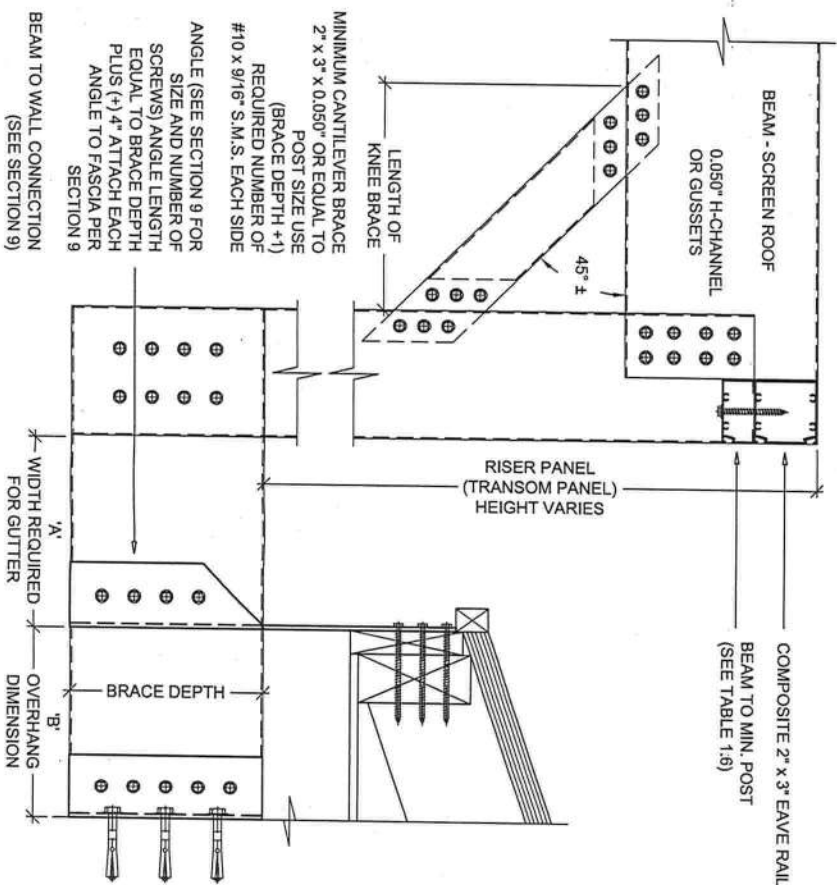 BEAM - SCREEN ROOF
0.050" H-CHANNEL
OR GUSSETS
45° ±
LENGTH OF
KNEE BRACE
MINIMUM CANTILEVER BRACE
2" x 3" x 0.050" OR EQUAL TO
POST SIZE USE
(BRACE DEPTH +1)
REQUIRED NUMBER OF
#10 x 9/16" S.M.S. EACH SIDE
ANGLE (SEE SECTION 9 FOR
SIZE AND NUMBER OF
SCREWS) ANGLE LENGTH
EQUAL TO BRACE DEPTH
PLUS (+) 4" ATTACH EACH
ANGLE TO FASCIA PER
SECTION 9
BEAM TO WALL CONNECTION
(SEE SECTION 9)
COMPOSITE 2" x 3" EAVE RAIL
BEAM TO MIN. POST
(SEE TABLE 1.6)
RISER PANEL
(TRANSOM PANEL)
HEIGHT VARIES
'A'
WIDTH REQUIRED
FOR GUTTER
BRACE DEPTH
'B'
OVERHANG
DIMENSION